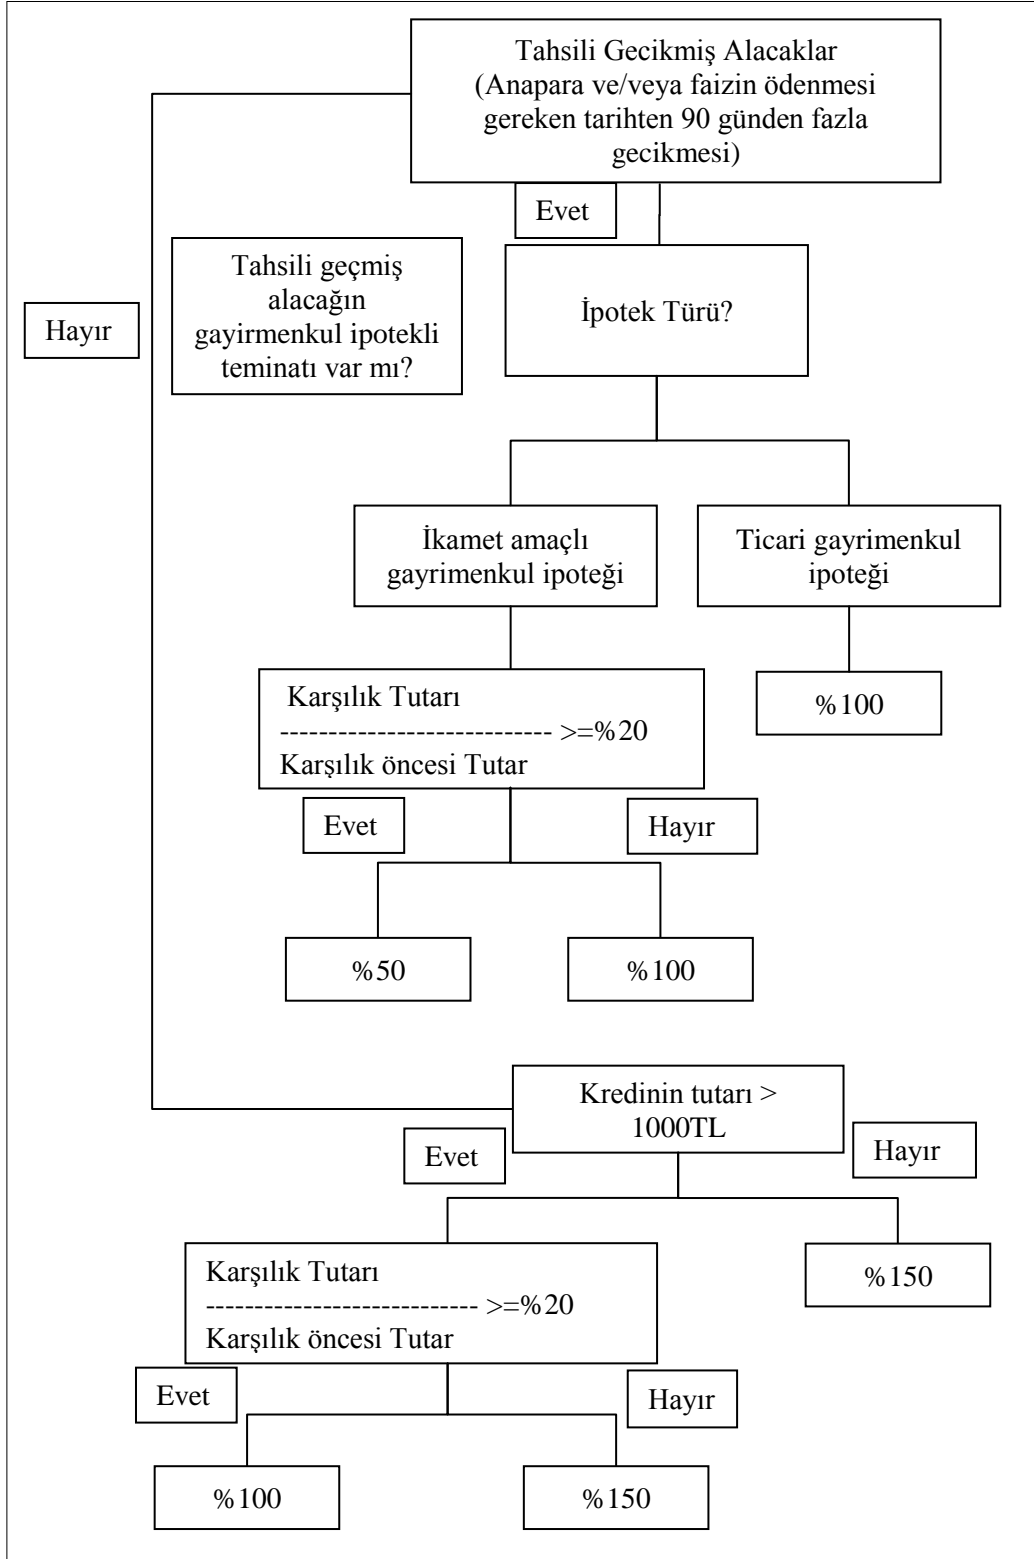 Tahsili Gecikmiş Alacaklar
(Anapara ve/veya faizin ödenmesi
gereken tarihten 90 günden fazla
gecikmesi)
Evet
Tahsili geçmiş
alacağın
gayirmenkul ipotekli
teminatı var mı?
Hayır
İpotek Türü?
İkamet amaçlı
gayrimenkul ipoteği
Ticari gayrimenkul
ipoteği
Karşılık Tutarı
---------------------------- >=%20
Karşılık öncesi Tutar
%100
Evet
Hayır
%50
%100
Kredinin tutarı >
1000TL
Evet
Hayır
Karşılık Tutarı
---------------------------- >=%20
Karşılık öncesi Tutar
%150
Evet
Hayır
%100
%150